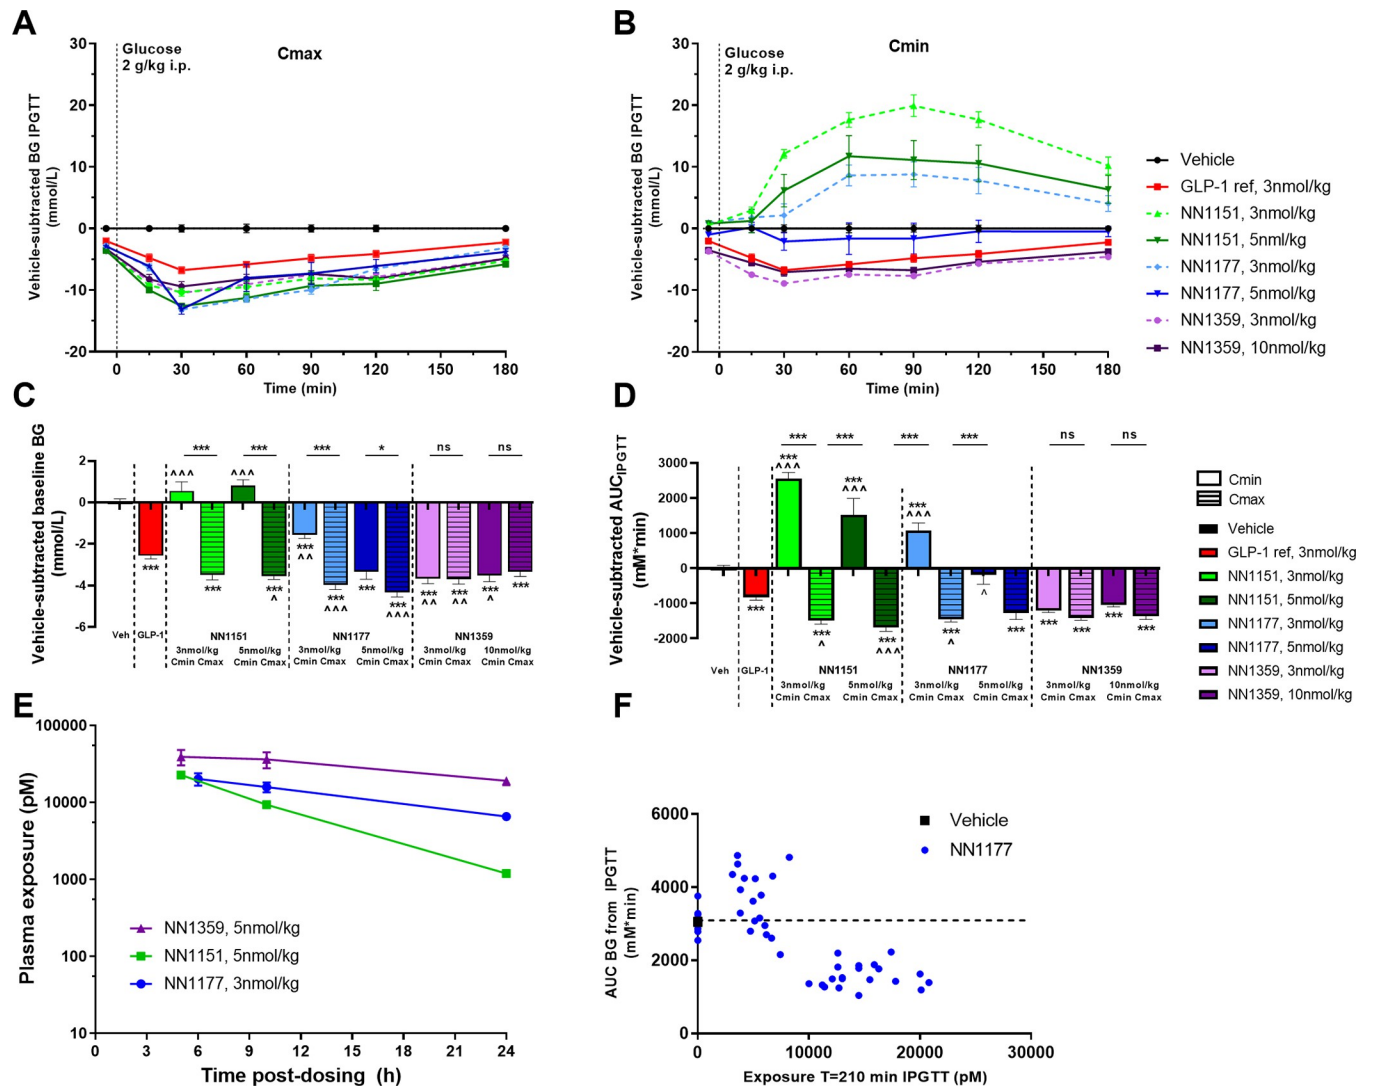 A
Glucose
2 g/kg i.p.
Cmax
Vehicle-subtracted BG IPGTT
(mmol/L)
30
20
10
0
-10
-20
0 30 60 90 120 150 180
Time (min)
B
Glucose
2 g/kg i.p.
Cmin
Vehicle-subtracted BG IPGTT
(mmol/L)
30
20
10
0
-10
-20
0 30 60 90 120 150 180
Time (min)
Vehicle
GLP-1 ref, 3nmol/kg
NN1151, 3nmol/kg
NN1151, 5nml/kg
NN1177, 3nmol/kg
NN1177, 5nmol/kg
NN1359, 3nmol/kg
NN1359, 10nmol/kg
C
Vehicle-subtracted baseline BG
(mmol/L)
2
0
-2
-4
-6
*** *** *** * ns ns
^^^ ^^^
***
***
***
^
***
^^
***
^^^
***
***
^^^
***
^^
***
^^
***
^
***
Veh GLP-1 NN1151 NN1177 NN1359
3nmol/kg 5nmol/kg 3nmol/kg 5nmol/kg 3nmol/kg 10nmol/kg
Cmin Cmax Cmin Cmax Cmin Cmax Cmin Cmax Cmin Cmax Cmin Cmax
D
Vehicle-subtracted AUCIPGTT
(mM*min)
3000
2000
1000
0
-1000
-2000
*** *** *** *** ns ns
***
^^^
***
^^^
***
^^^
***
***
^
***
^^^
***
^
^
***
***
***
***
***
Veh GLP-1 NN1151 NN1177 NN1359
3nmol/kg 5nmol/kg 3nmol/kg 5nmol/kg 3nmol/kg 10nmol/kg
Cmin Cmax Cmin Cmax Cmin Cmax Cmin Cmax Cmin Cmax Cmin Cmax
Cmin
Cmax
Vehicle
GLP-1 ref, 3nmol/kg
NN1151, 3nmol/kg
NN1151, 5nmol/kg
NN1177, 3nmol/kg
NN1177, 5nmol/kg
NN1359, 3nmol/kg
NN1359, 10nmol/kg
E
Plasma exposure (pM)
100000
10000
1000
100
10
NN1359, 5nmol/kg
NN1151, 5nmol/kg
NN1177, 3nmol/kg
0 3 6 9 12 15 18 21 24
Time post-dosing (h)
F
AUC BG from IPGTT
(mM*min)
6000
4000
2000
0
Vehicle
NN1177
0 10000 20000 30000
Exposure T=210 min IPGTT (pM)